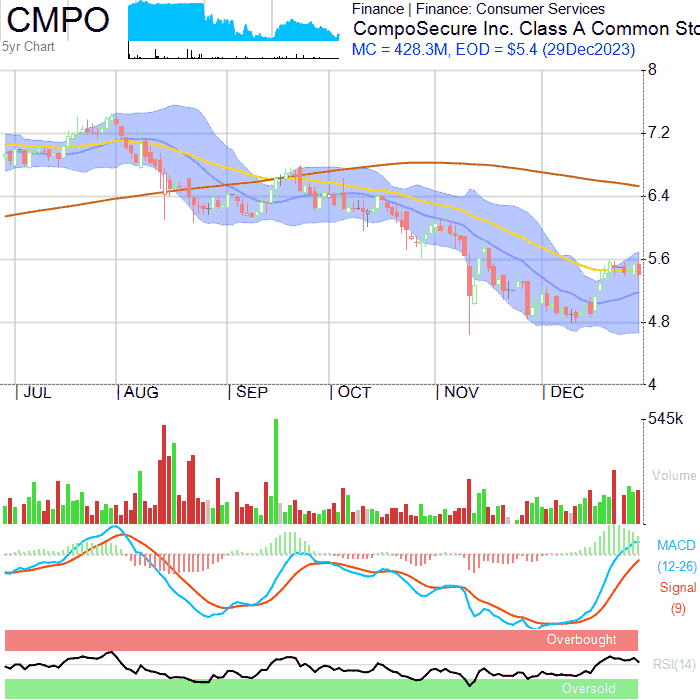 CMPO
5yr Chart
Finance | Finance: Consumer Services
CompoSecure Inc. Class A Common Sto
MC = 428.3M, EOD = $5.4 (29Dec2023)
8
7.2
6.4
5.6
4.8
4
JUL AUG SEP OCT NOV DEC
545k
Volume
MACD
(12-26)
Signal
(9)
Overbought
RSI(14)
Oversold